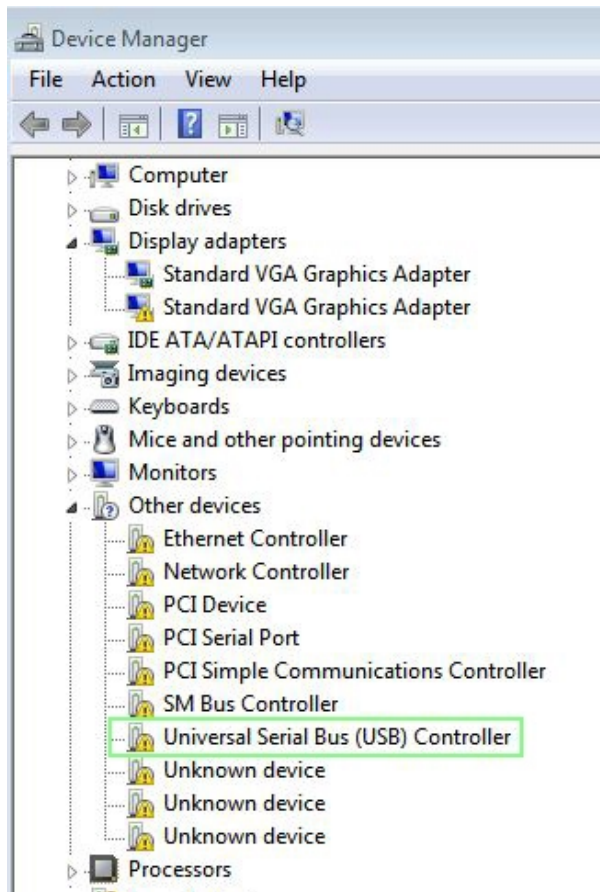 Device Manager
File Action View Help
Computer
Disk drives
Display adapters
Standard VGA Graphics Adapter
Standard VGA Graphics Adapter
IDE ATA/ATAPI controllers
Imaging devices
Keyboards
Mice and other pointing devices
Monitors
Other devices
Ethernet Controller
Network Controller
PCI Device
PCI Serial Port
PCI Simple Communications Controller
SM Bus Controller
Universal Serial Bus (USB) Controller
Unknown device
Unknown device
Unknown device
Processors